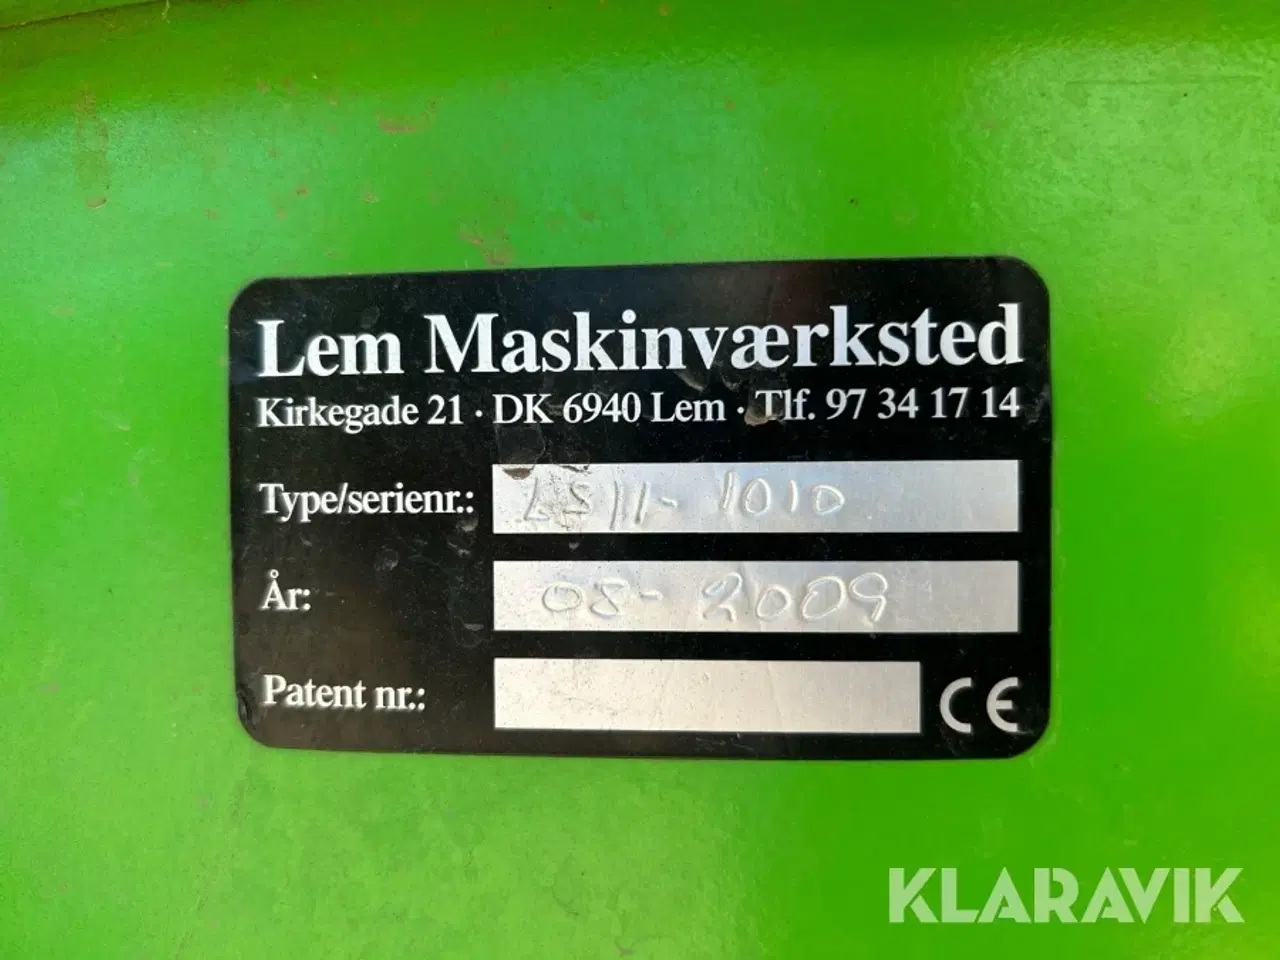 Lem Maskinværksted
Kirkegade 21 · DK 6940 Lem · Tlf. 97 34 17 14
Type/serienr.: LS11-1010
År: 08-2009
Patent nr.:
CE
KLARAVIK